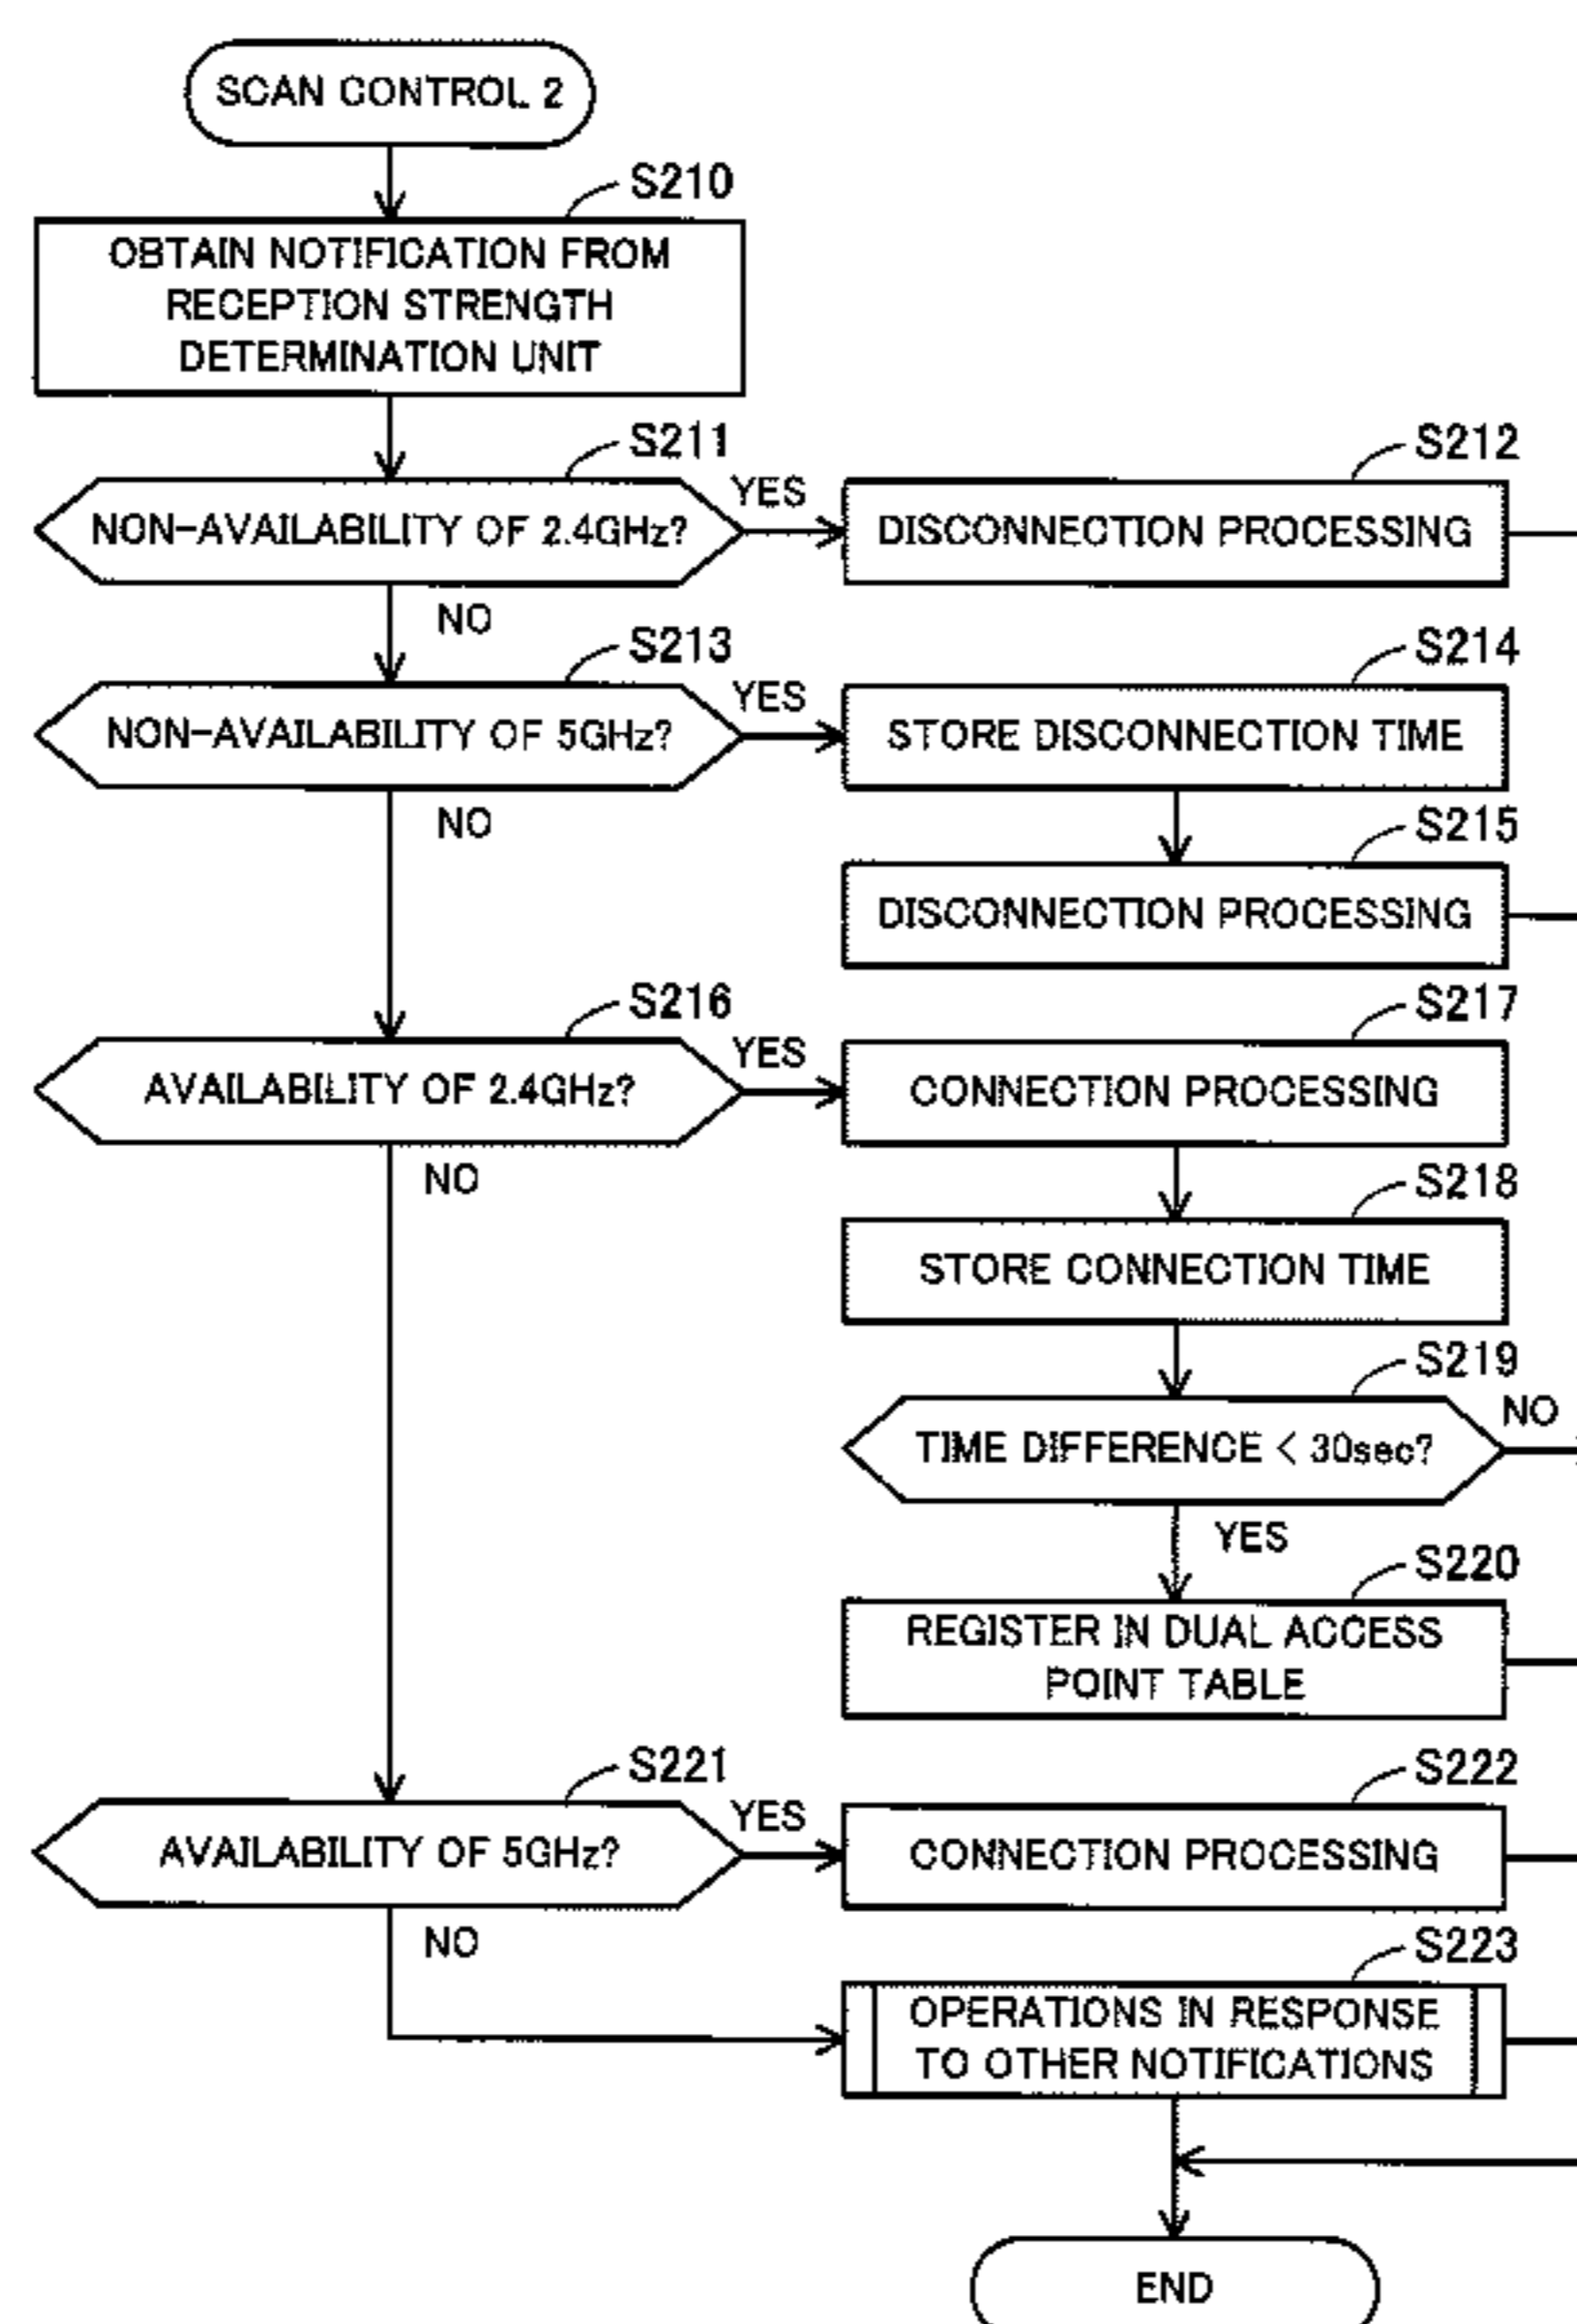 SCAN CONTROL 2
S210
OBTAIN NOTIFICATION FROM
RECEPTION STRENGTH
DETERMINATION UNIT
S211
NON-AVAILABILITY OF 2.4GHz?
YES
S212
DISCONNECTION PROCESSING
NO
S213
NON-AVAILABILITY OF 5GHz?
YES
S214
STORE DISCONNECTION TIME
NO
S215
DISCONNECTION PROCESSING
S216
AVAILABILITY OF 2.4GHz?
YES
S217
CONNECTION PROCESSING
NO
S218
STORE CONNECTION TIME
S219
TIME DIFFERENCE < 30sec?
NO
YES
S220
REGISTER IN DUAL ACCESS
POINT TABLE
S221
AVAILABILITY OF 5GHz?
YES
S222
CONNECTION PROCESSING
NO
S223
OPERATIONS IN RESPONSE
TO OTHER NOTIFICATIONS
END